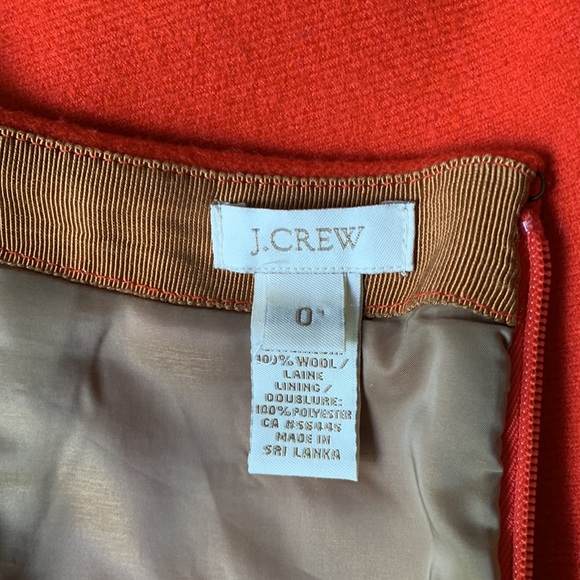 J.CREW
0
100% WOOL/
LAINE
LINING/
DOUBLURE:
100% POLYESTER
CA #56445
MADE IN
SRI LANKA